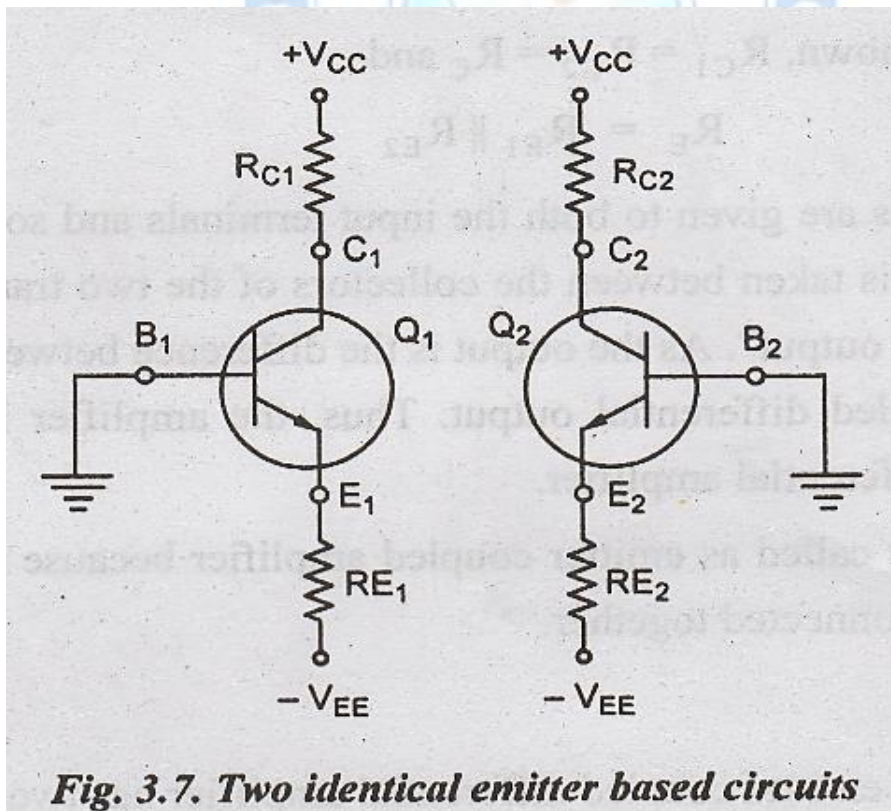 +VCC +VCC
RC1 RC2
C1 C2
B1 Q1 Q2 B2
E1 E2
RE1 RE2
– VEE – VEE
Fig. 3.7. Two identical emitter based circuits